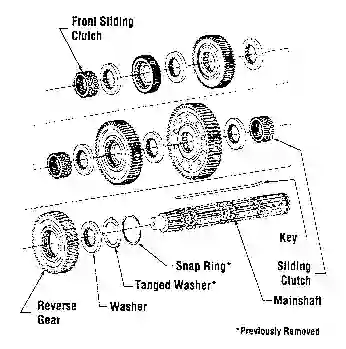 Front Sliding
Clutch
Key
Snap Ring*
Sliding
Clutch
Tanged Washer*
Mainshaft
Reverse
Gear
Washer
*Previously Removed